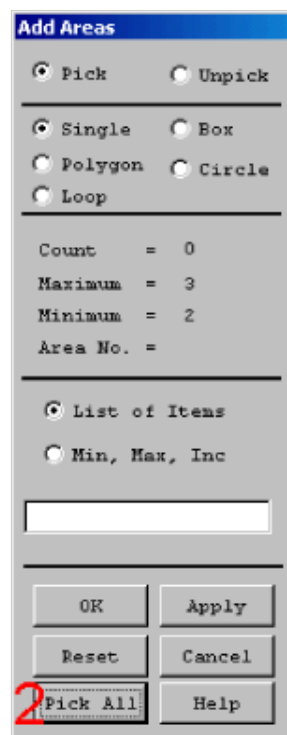 Add Areas
Pick Unpick
Single Box
Polygon Circle
Loop
Count = 0
Maximum = 3
Minimum = 2
Area No. =
List of Items
Min, Max, Inc
OK Apply
Reset Cancel
2 Pick All Help